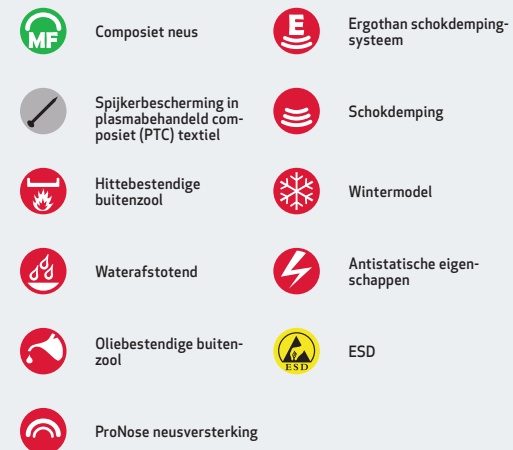 MF
Composiet neus
Spijkerbescherming in
plasmabehandeld com-
posiet (PTC) textiel
Hittebestendige
buitenzool
Waterafstotend
Oliebestendige buiten-
zool
ProNose neusversterking
E
Ergothan schokdemping-
systeem
Schokdemping
Wintermodel
Antistatische eigen-
schappen
ESD
ESD